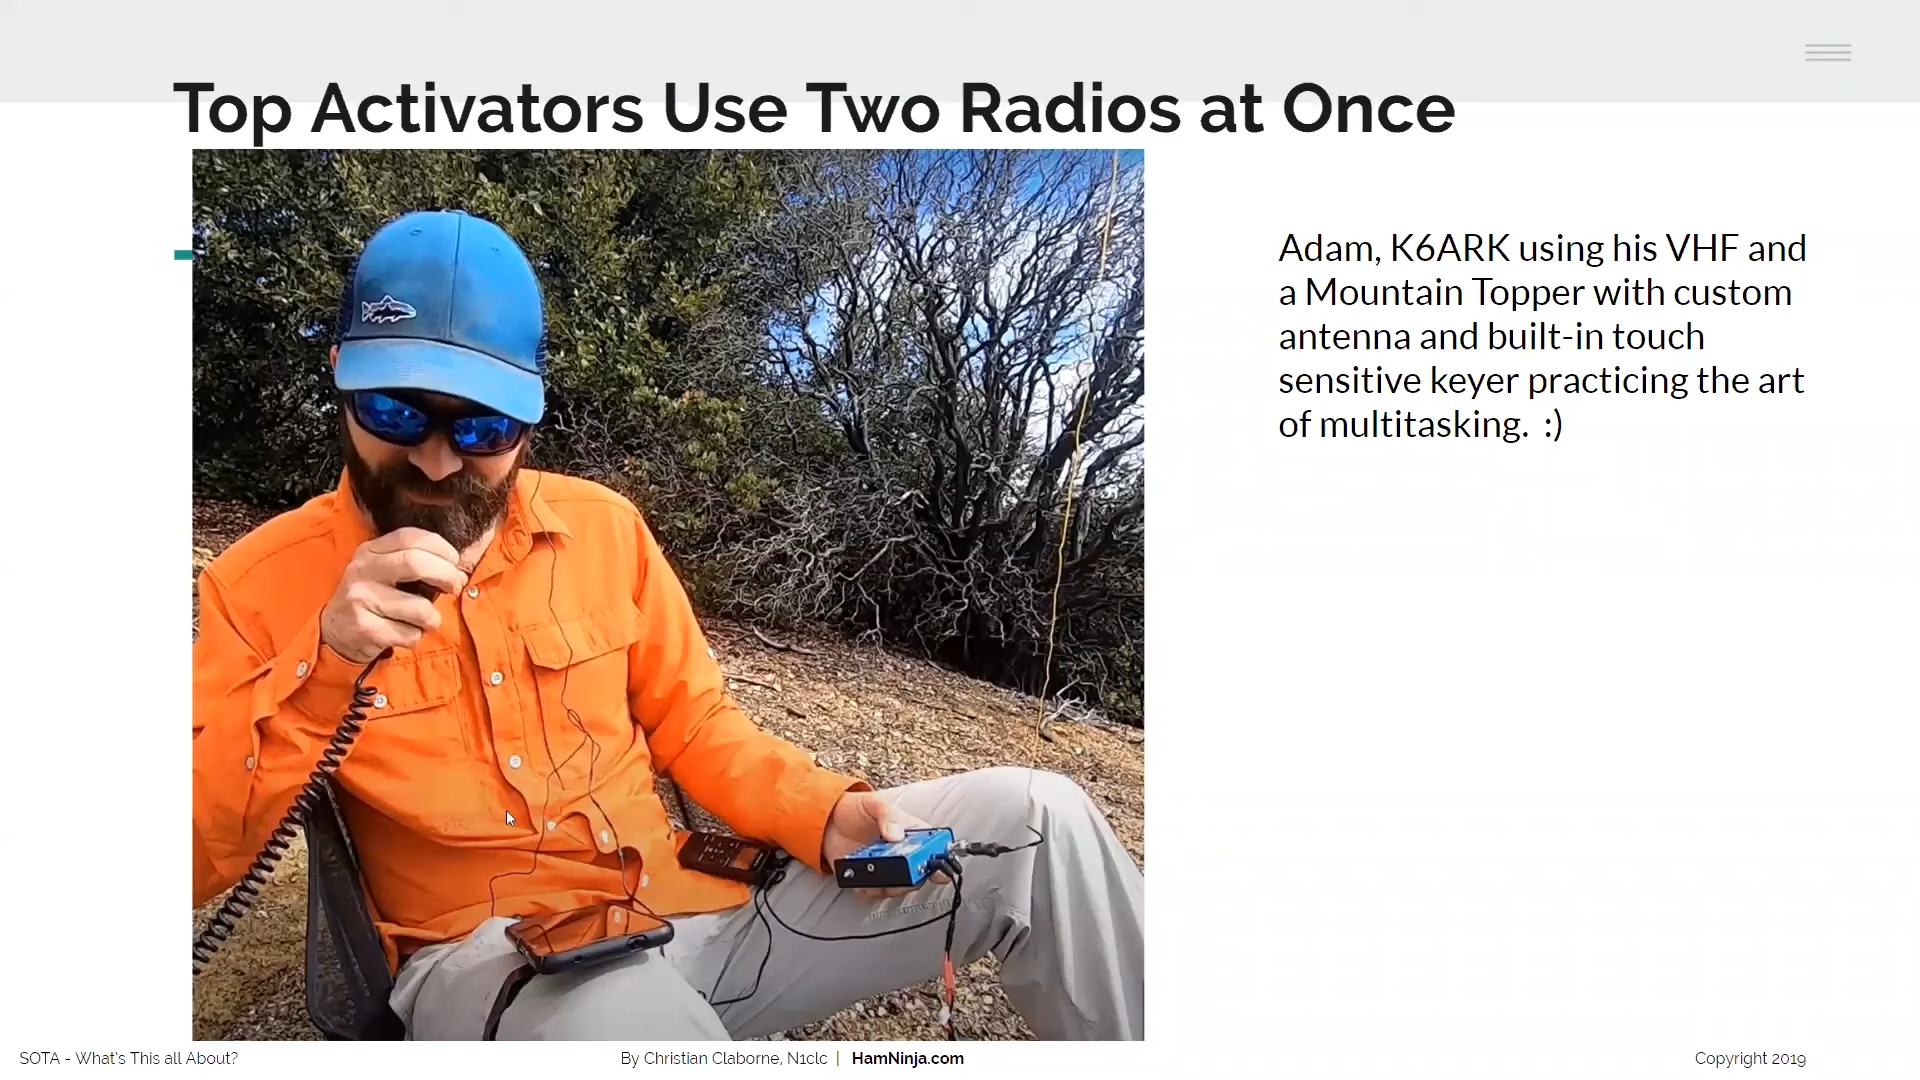 Top Activators Use Two Radios at Once
Adam, K6ARK using his VHF and
a Mountain Topper with custom
antenna and built-in touch
sensitive keyer practicing the art
of multitasking.  :)
SOTA - What's This all About?
By Christian Claborne, N1clc | HamNinja.com
Copyright 2019